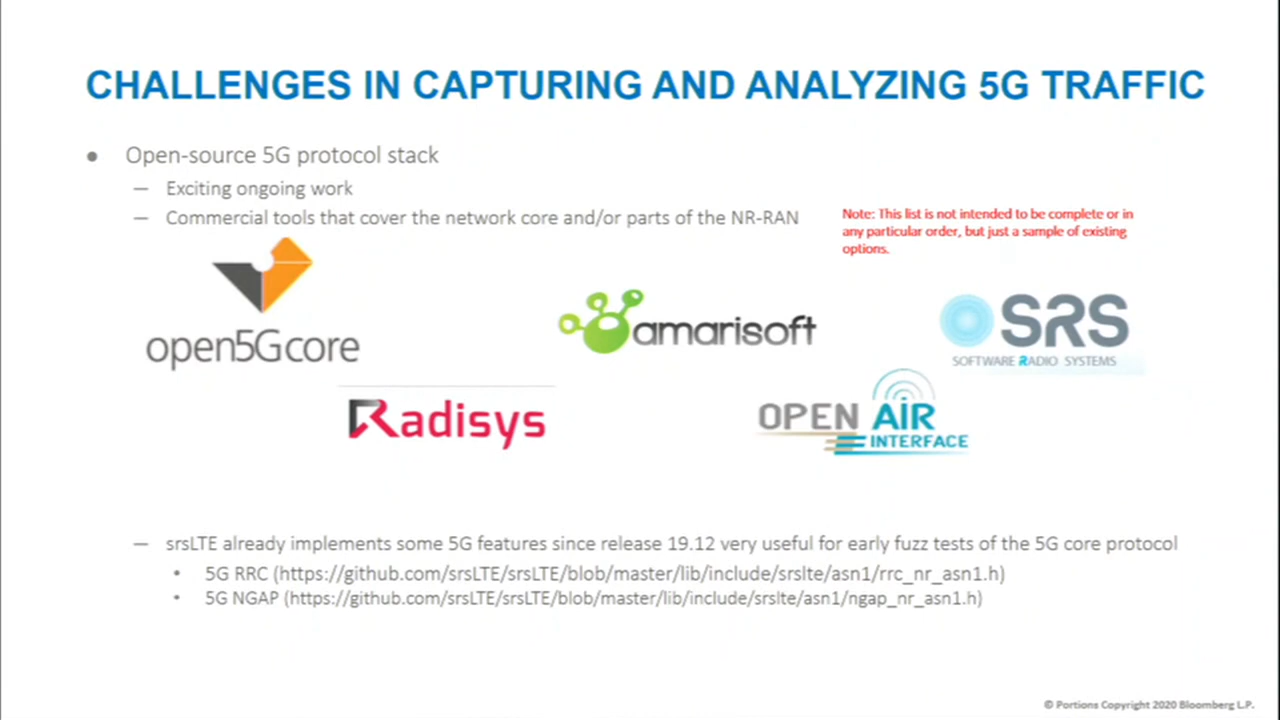 CHALLENGES IN CAPTURING AND ANALYZING 5G TRAFFIC
● Open-source 5G protocol stack
— Exciting ongoing work
— Commercial tools that cover the network core and/or parts of the NR-RAN
Note: This list is not intended to be complete or in
any particular order, but just a sample of existing
options.
open5Gcore
amarisoft
SRS
SOFTWARE RADIO SYSTEMS
Radisys
OPEN AIR
INTERFACE
— srsLTE already implements some 5G features since release 19.12 very useful for early fuzz tests of the 5G core protocol
• 5G RRC (https://github.com/srsLTE/srsLTE/blob/master/lib/include/srslte/asn1/rrc_nr_asn1.h)
• 5G NGAP (https://github.com/srsLTE/srsLTE/blob/master/lib/include/srslte/asn1/ngap_nr_asn1.h)
© Portions Copyright 2020 Bloomberg L.P.